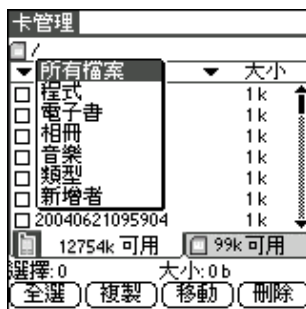 卡管理
/
所有檔案 大小
程式 1k
電子書 1k
相冊 1k
音樂 1k
類型 1k
新增者 1k
20040621095904 1k
12754k 可用 99k 可用
選擇: 0 大小: 0 b
全選 複製 移動 刪除